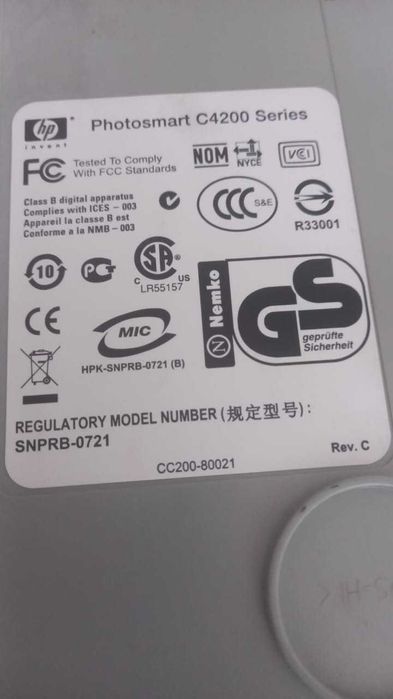 hp
invent
Photosmart C4200 Series
FC Tested To Comply
With FCC Standards
NOM NYCE VCI
Class B digital apparatus
Complies with ICES - 003
Appareil la classe B est
Conforme a la NMB - 003
CCC S&E
R33001
10 PCT
SA ®
C US
LR55157
CE
MIC
HPK-SNPRB-0721 (B)
N Nemko
GS
geprüfte
Sicherheit
REGULATORY MODEL NUMBER (规定型号):
SNPRB-0721
Rev. C
CC200-80021